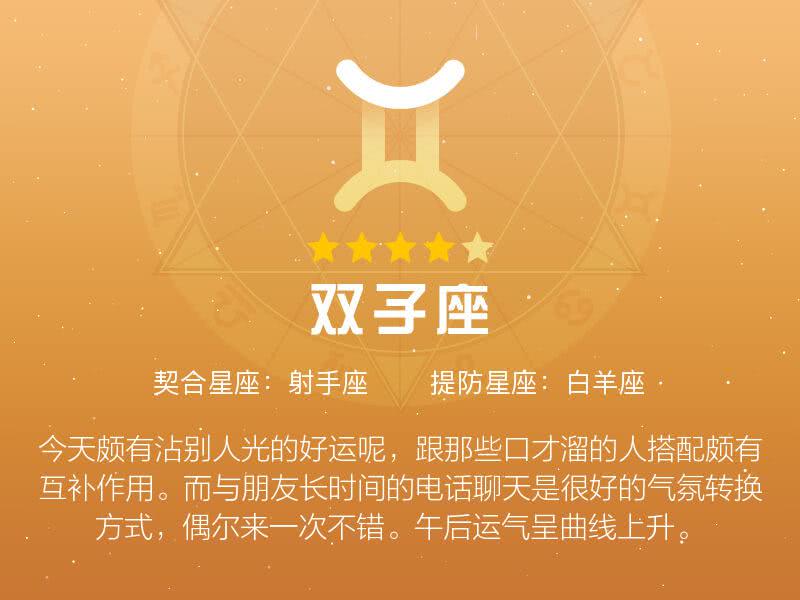 双子座
契合星座：射手座　提防星座：白羊座
今天颇有沾别人光的好运呢，跟那些口才溜的人搭配颇有
互补作用。而与朋友长时间的电话聊天是很好的气氛转换
方式，偶尔来一次不错。午后运气呈曲线上升。